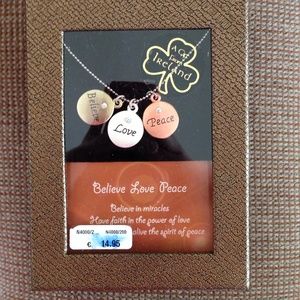 A Gift
From
IRELAND
Believe
Love
Peace
Believe Love Peace
Believe in miracles
Have faith in the power of love
alive the spirit of peace
N4000/2 N4000/200
€ 14.95